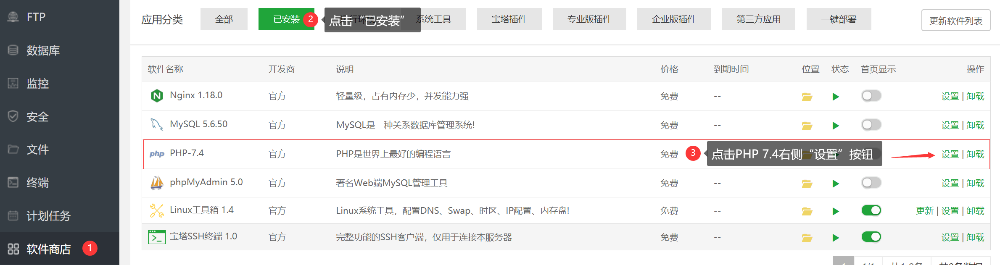 FTP
数据库
监控
安全
文件
终端
计划任务
软件商店 1
应用分类 全部 已安装 2 点击“已安装” 系统工具 宝塔插件 专业版插件 企业版插件 第三方应用 一键部署 更新软件列表
软件名称 开发商 说明 价格 到期时间 位置 状态 首页显示 操作
Nginx 1.18.0 官方 轻量级，占有内存少，并发能力强 免费 -- 设置 | 卸载
MySQL 5.6.50 官方 MySQL是一种关系数据库管理系统! 免费 -- 设置 | 卸载
php PHP-7.4 官方 PHP是世界上最好的编程语言 免费 3 点击PHP 7.4右侧“设置”按钮 设置 | 卸载
phpMyAdmin 5.0 官方 著名Web端MySQL管理工具 免费 -- 设置 | 卸载
Linux工具箱 1.4 官方 Linux系统工具，配置DNS、Swap、时区、IP配置、内存盘! 免费 -- 更新 | 设置 | 卸载
宝塔SSH终端 1.0 官方 完整功能的SSH客户端，仅用于连接本服务器 免费 -- 设置 | 卸载